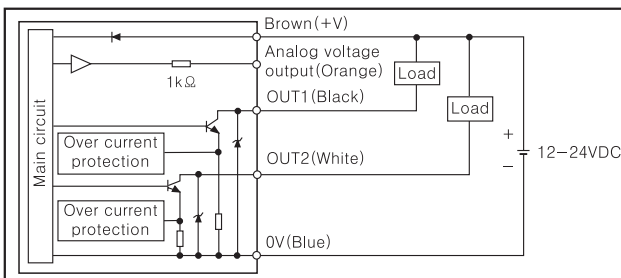 Brown(+V)
Analog voltage
output(Orange)
1kΩ
Load
OUT1(Black)
Load
Main circuit
Over current
protection
OUT2(White)
+
12−24VDC
−
Over current
protection
0V(Blue)